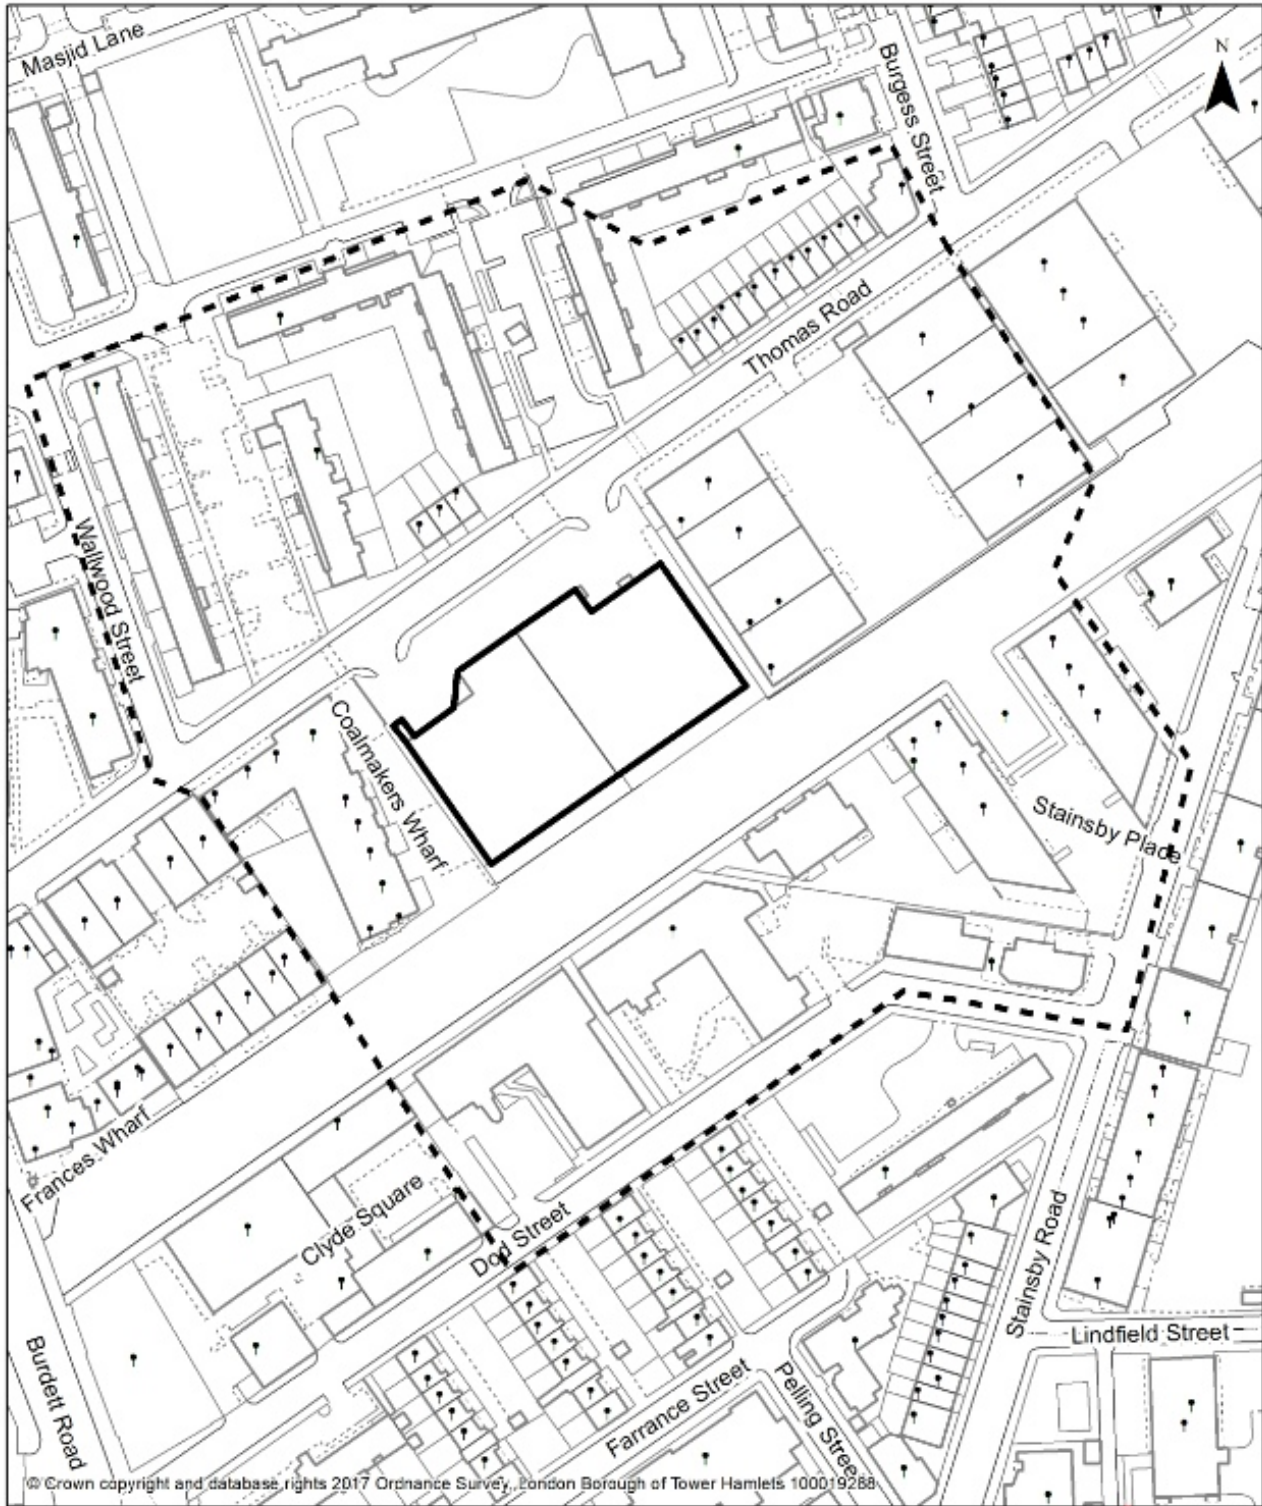 Masjid Lane
Burgess Street
N
Thomas Road
Wallwood Street
Coalmakers Wharf
Stainsby Place
Frances Wharf
Clyde Square
Dod Street
Stainsby Road
Lindfield Street
Burdett Road
Farrance Street
Pelling Street
© Crown copyright and database rights 2017 Ordnance Survey, London Borough of Tower Hamlets 100019288